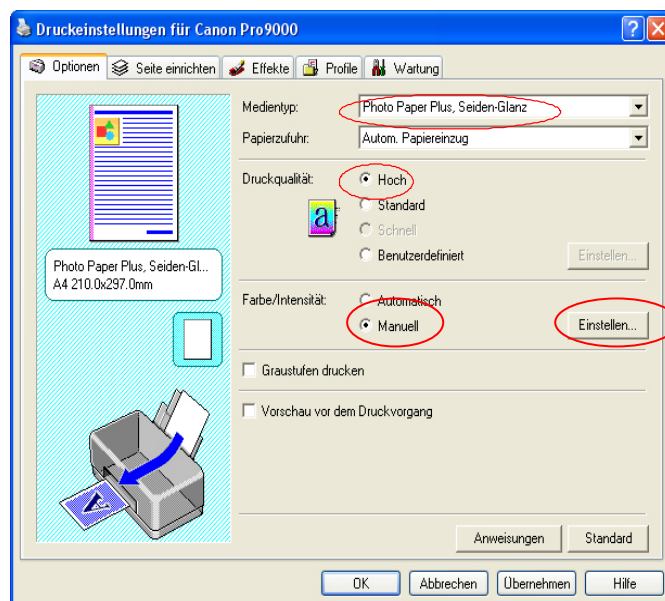 Druckeinstellungen für Canon Pro9000
Optionen
Seite einrichten
Effekte
Profile
Wartung
Medientyp:
Photo Paper Plus, Seiden-Glanz
Papierzufuhr:
Autom. Papiereinzug
Druckqualität:
Hoch
Standard
Schnell
Benutzerdefiniert
Einstellen...
a
Photo Paper Plus, Seiden-Gl...
A4 210.0x297.0mm
Farbe/Intensität:
Automatisch
Manuell
Einstellen...
Graustufen drucken
Vorschau vor dem Druckvorgang
A
Anweisungen
Standard
OK
Abbrechen
Übernehmen
Hilfe